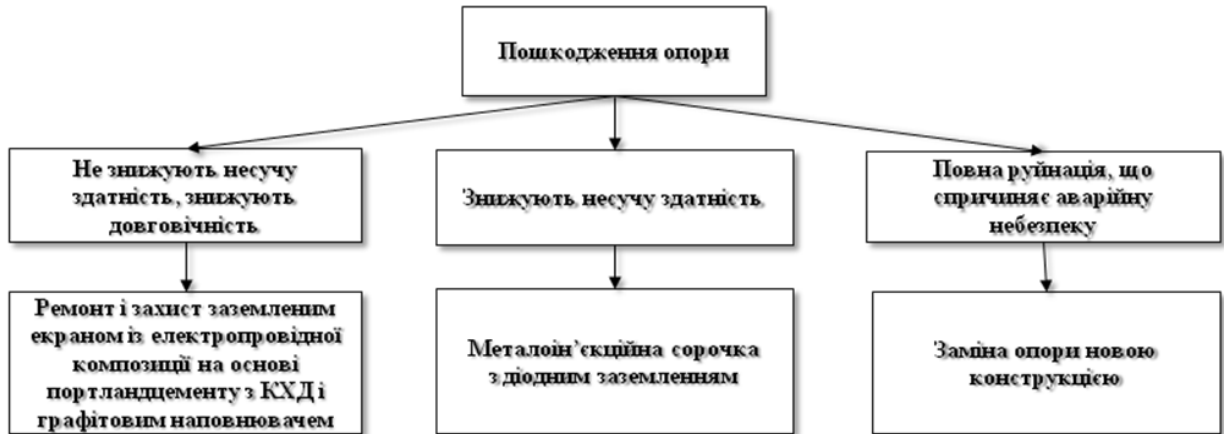 Пошкодження опори
Не знижують несучу
здатність, знижують
довговічність
Знижують несучу здатність
Повна руйнація, що
спричиняє аварійну
небезпеку
Ремонт і захист заземленим
екраном із електропровідної
композиції на основі
портландцементу з КХД і
графітовим наповнювачем
Металоін’єкційна сорочка
з діодним заземленням
Заміна опори новою
конструкцією